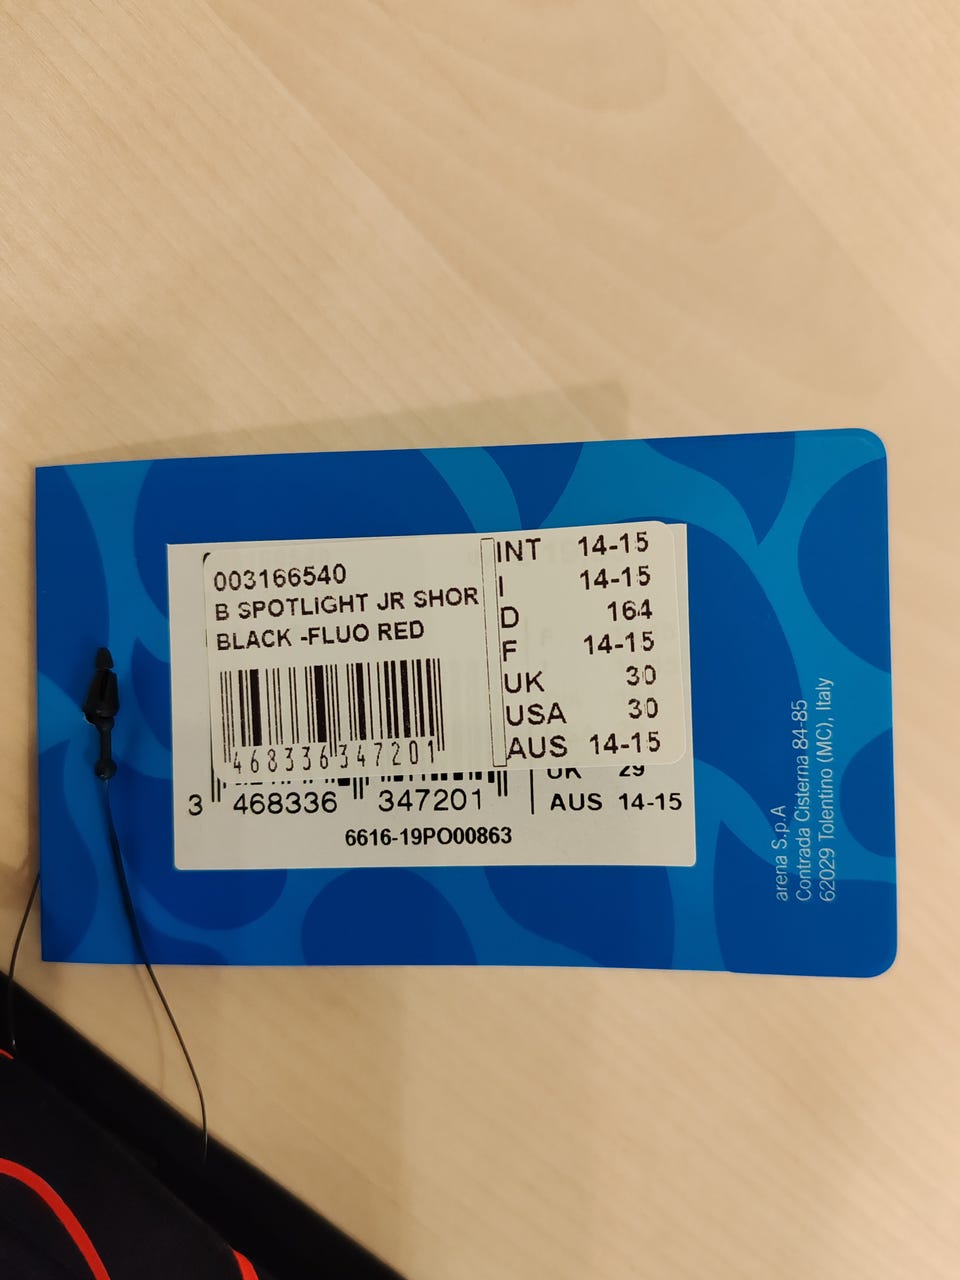 003166540
B SPOTLIGHT JR SHOR
BLACK -FLUO RED
468336 347201
INT 14-15
I 14-15
D 164
F 14-15
UK 30
USA 30
AUS 14-15
UK 29
AUS 14-15
3 468336 347201
6616-19PO00863
arena S.p.A
Contrada Cisterna 84-85
62029 Tolentino (MC), Italy